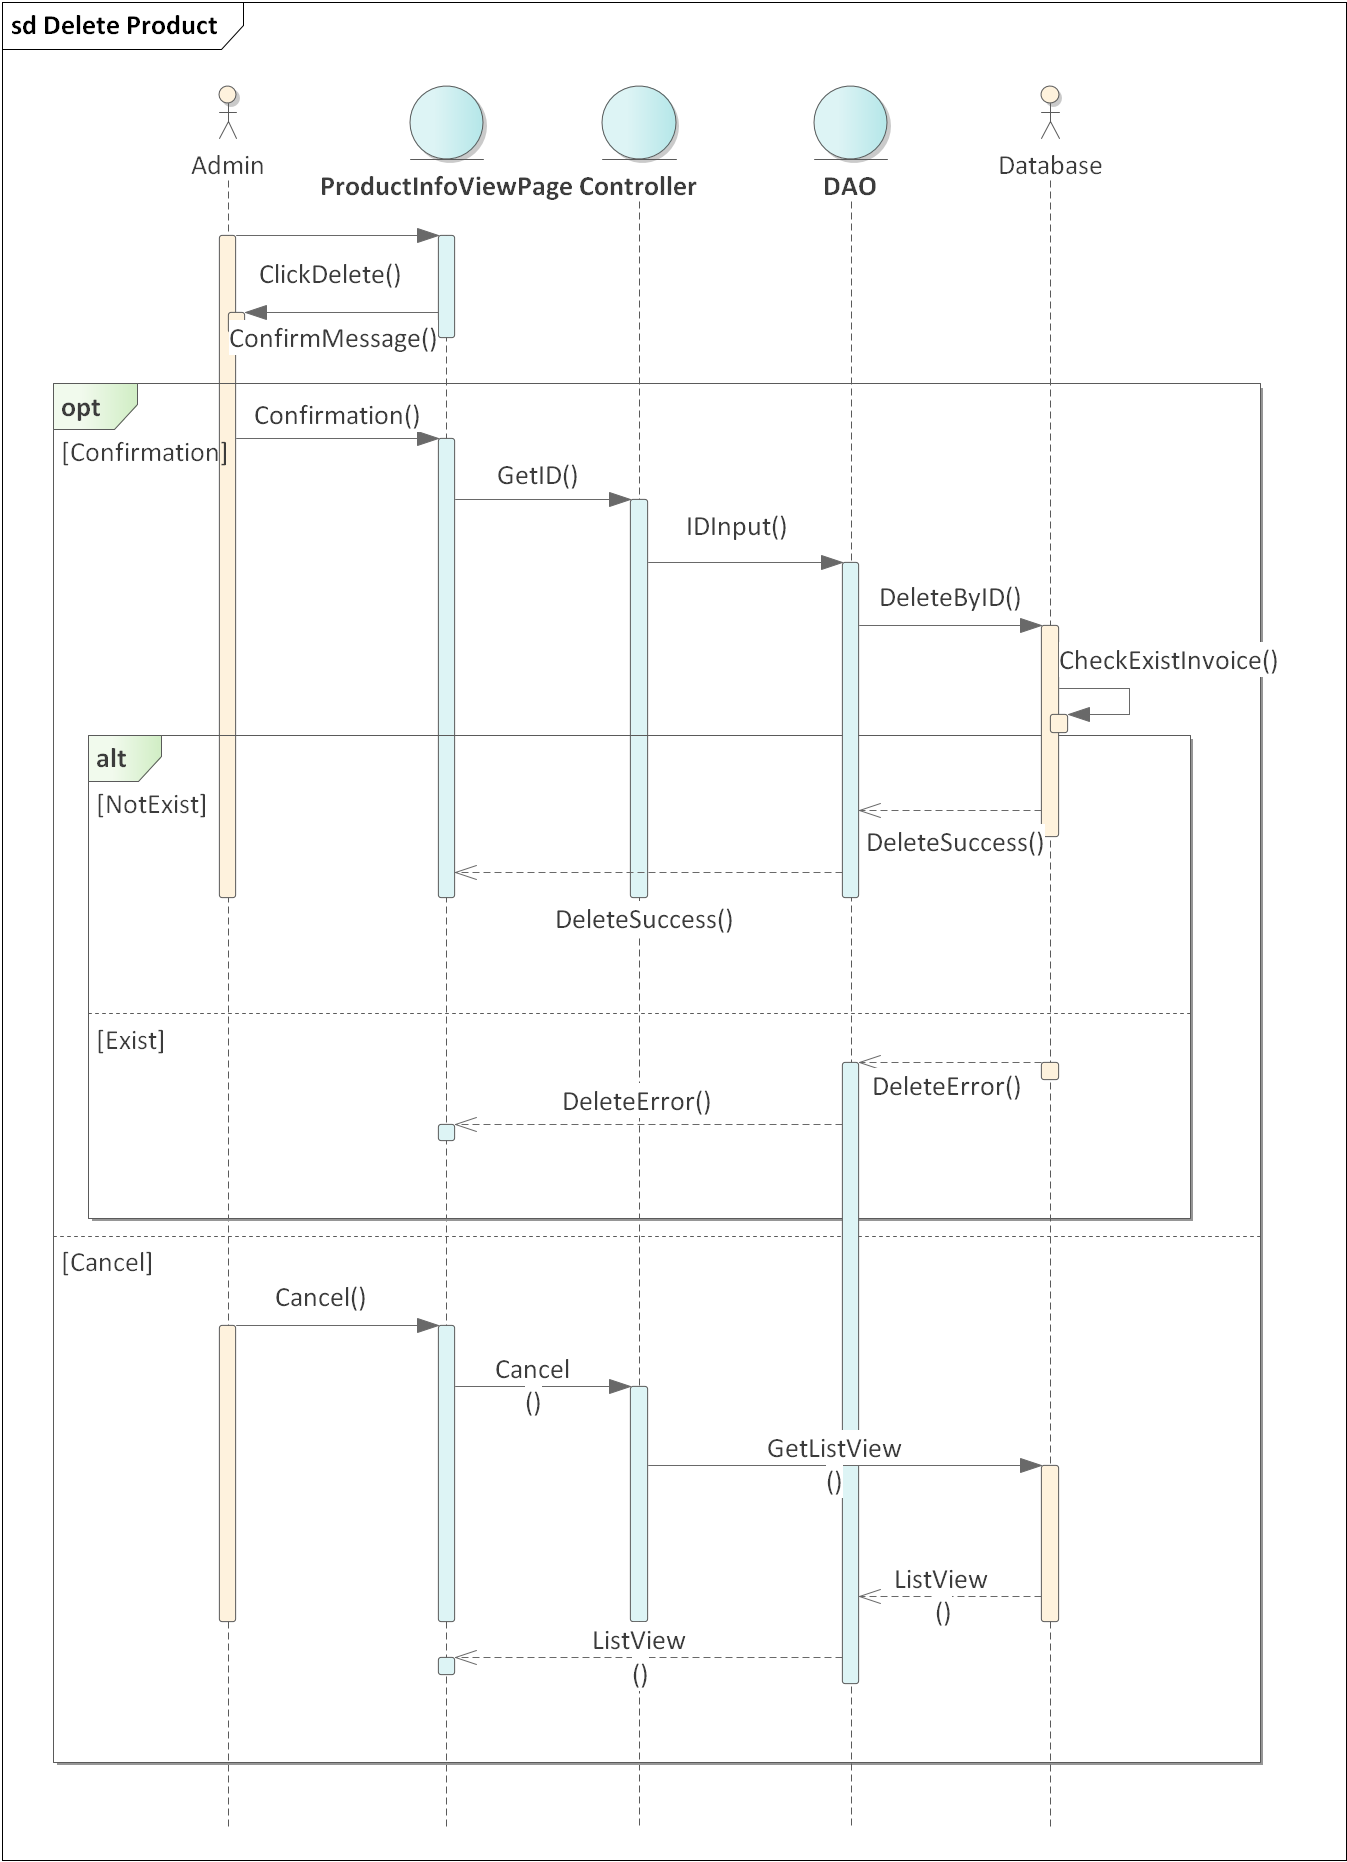 sd Delete Product
Admin
ProductInfoViewPage
Controller
DAO
Database
ClickDelete()
ConfirmMessage()
opt
[Confirmation]
Confirmation()
GetID()
IDInput()
DeleteByID()
CheckExistInvoice()
alt
[NotExist]
DeleteSuccess()
DeleteSuccess()
[Exist]
DeleteError()
DeleteError()
[Cancel]
Cancel()
Cancel
()
GetListView
()
ListView
()
ListView
()